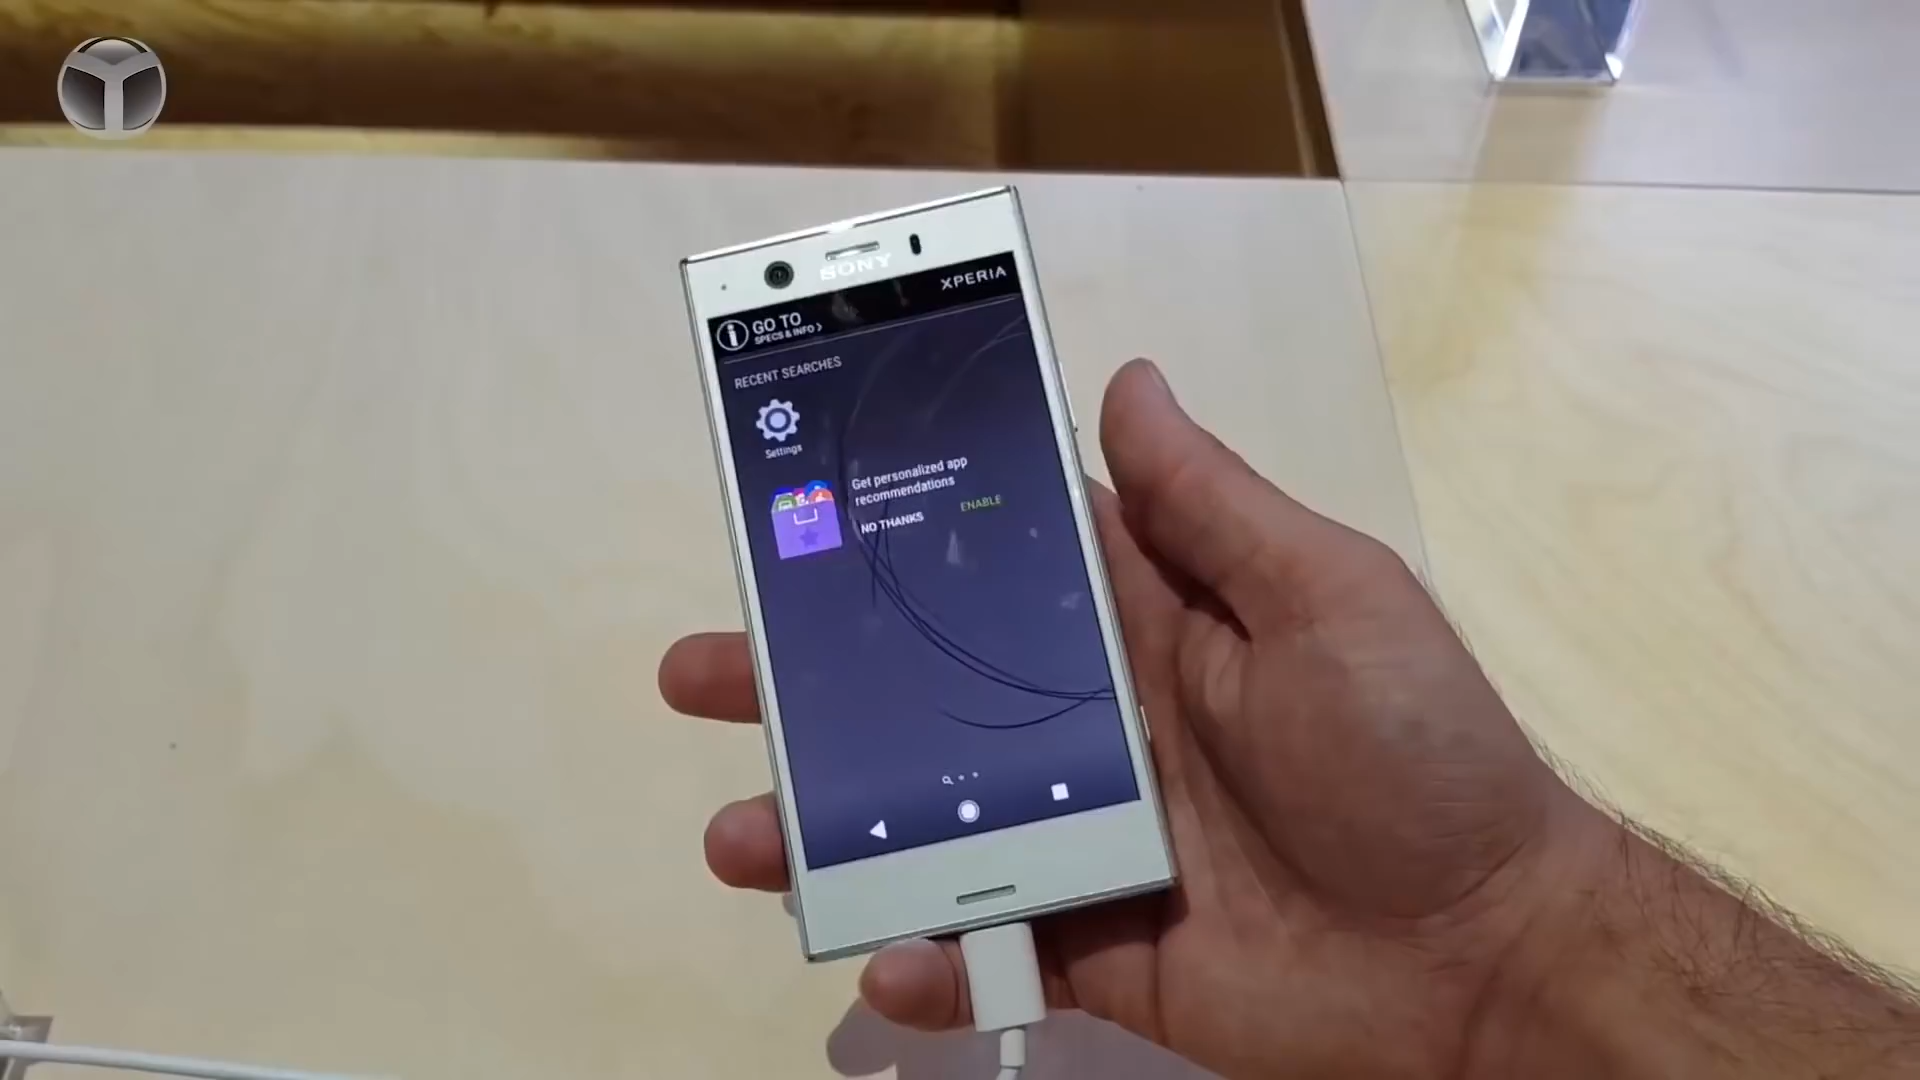 SONY
XPERIA
GO TO
SPECS & INFO >
RECENT SEARCHES
Settings
Get personalized app
recommendations
NO THANKS
ENABLE